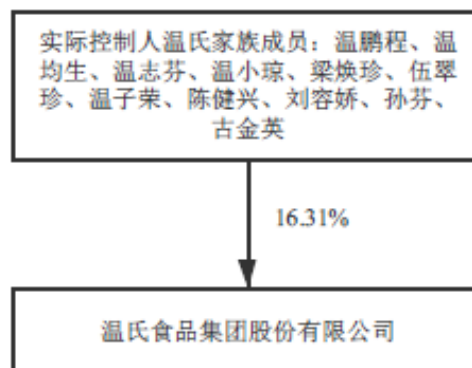 实际控制人温氏家族成员：温鹏程、温
均生、温志芬、温小琼、梁焕珍、伍翠
珍、温子荣、陈健兴、刘容娇、孙芬、
古金英
16.31%
温氏食品集团股份有限公司